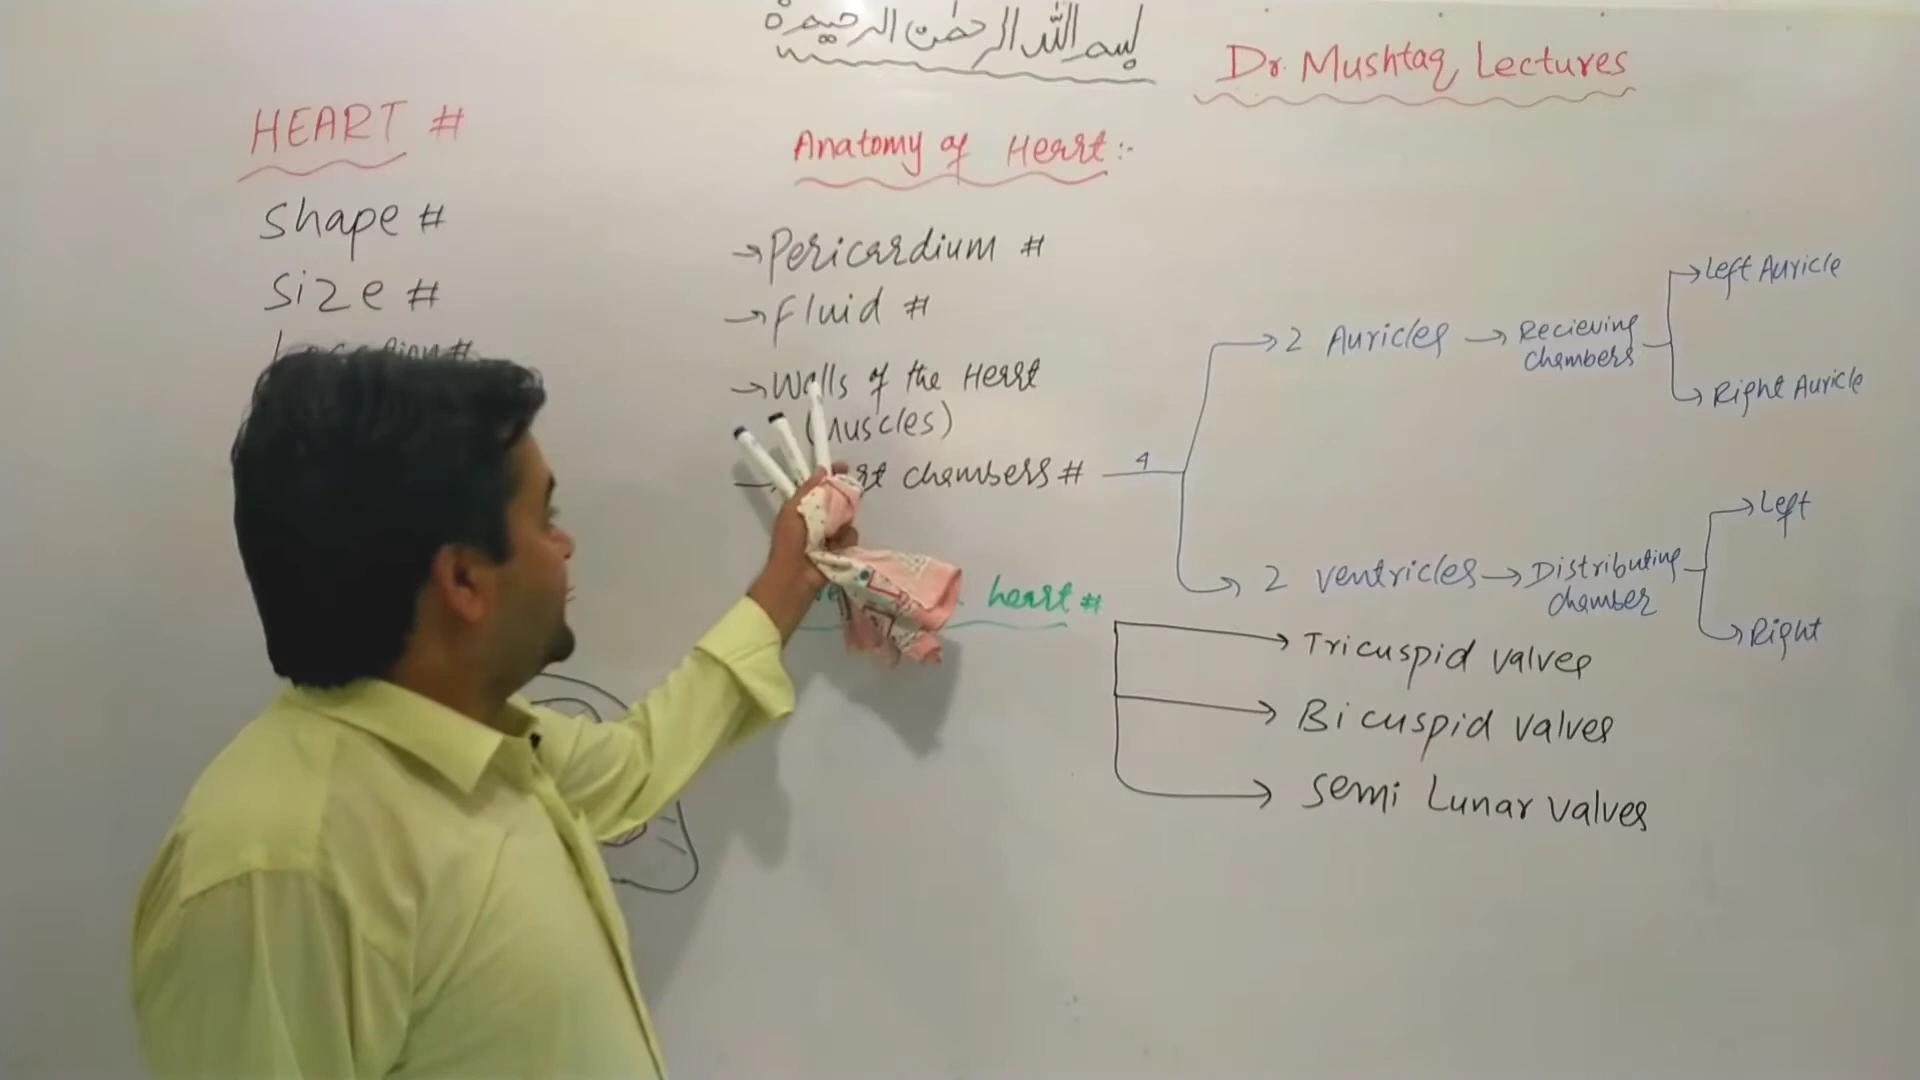 بسم الله الرحمن الرحيم
Dr. Mushtaq Lectures
HEART #
Shape #
Size #
Anatomy of Heart:-
→ Pericardium #
→ Fluid #
→ Walls of the Heart
(Muscles)
chambers # 4
heart #
→ 2 Auricles → Recieving
chambers
→ Left Auricle
→ Right Auricle
→ 2 ventricles → Distributing
chamber
→ Left
→ Right
→ Tricuspid valves
→ Bi cuspid valves
→ Semi Lunar valves